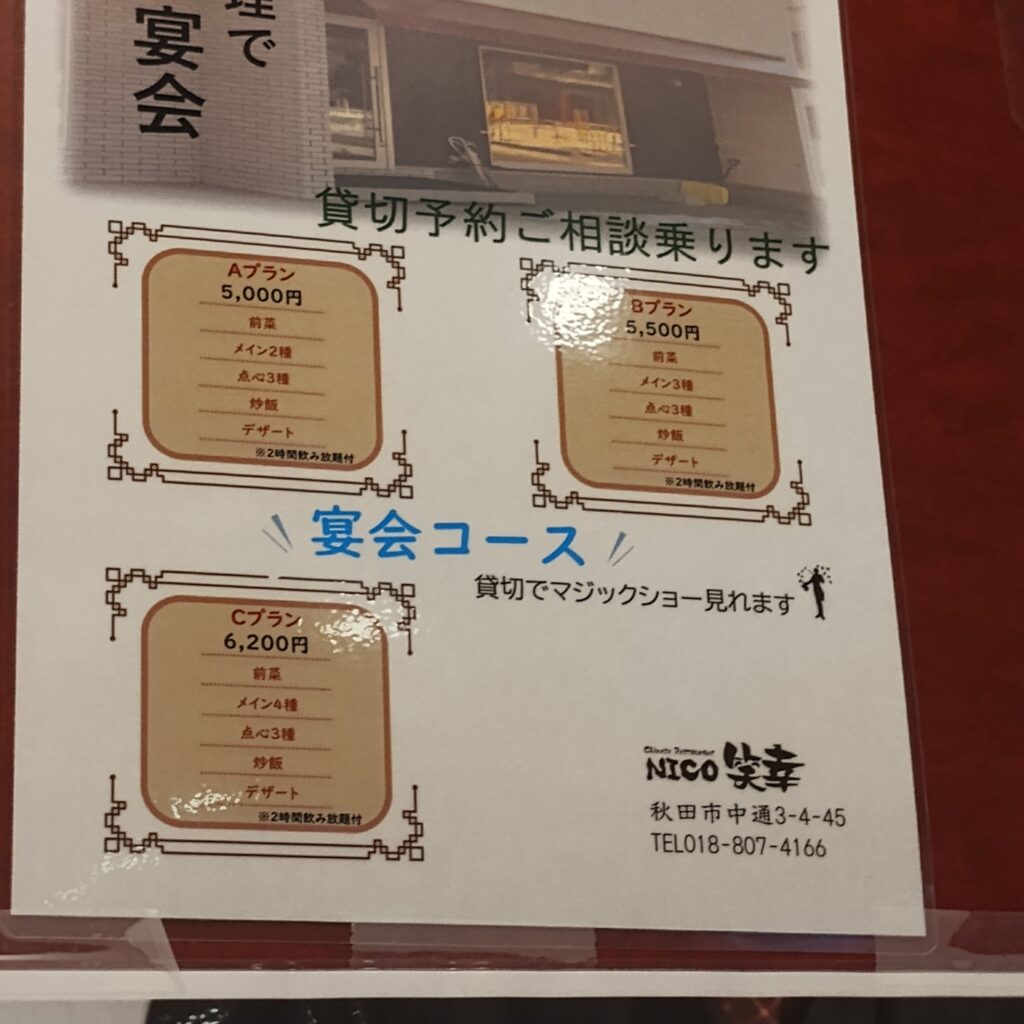 理で
宴会
貸切予約ご相談乗ります
Aプラン
5,000円
前菜
メイン2種
点心3種
炒飯
デザート
※2時間飲み放題付
Bプラン
5,500円
前菜
メイン3種
点心3種
炒飯
デザート
※2時間飲み放題付
宴会コース
貸切でマジックショー見れます
Cプラン
6,200円
前菜
メイン4種
点心3種
炒飯
デザート
※2時間飲み放題付
Chinese Restaurant
NICO 笑幸
秋田市中通3-4-45
TEL018-807-4166